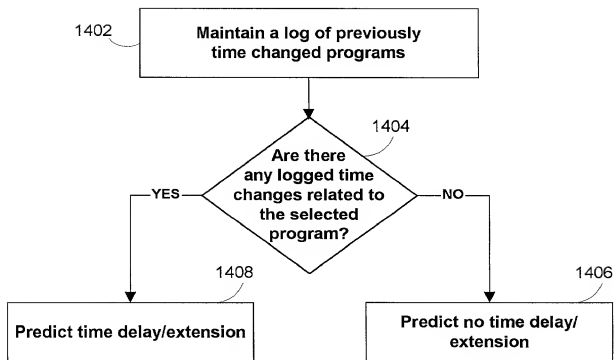 1402
Maintain a log of previously
time changed programs
1404
Are there
any logged time
changes related to
the selected
program?
YES
NO
1408
Predict time delay/extension
1406
Predict no time delay/
extension